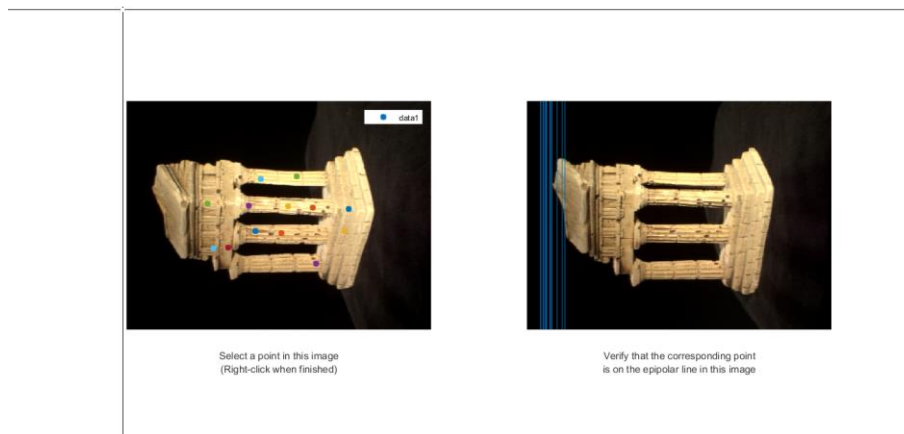 data1
Select a point in this image
(Right-click when finished)
Verify that the corresponding point
is on the epipolar line in this image